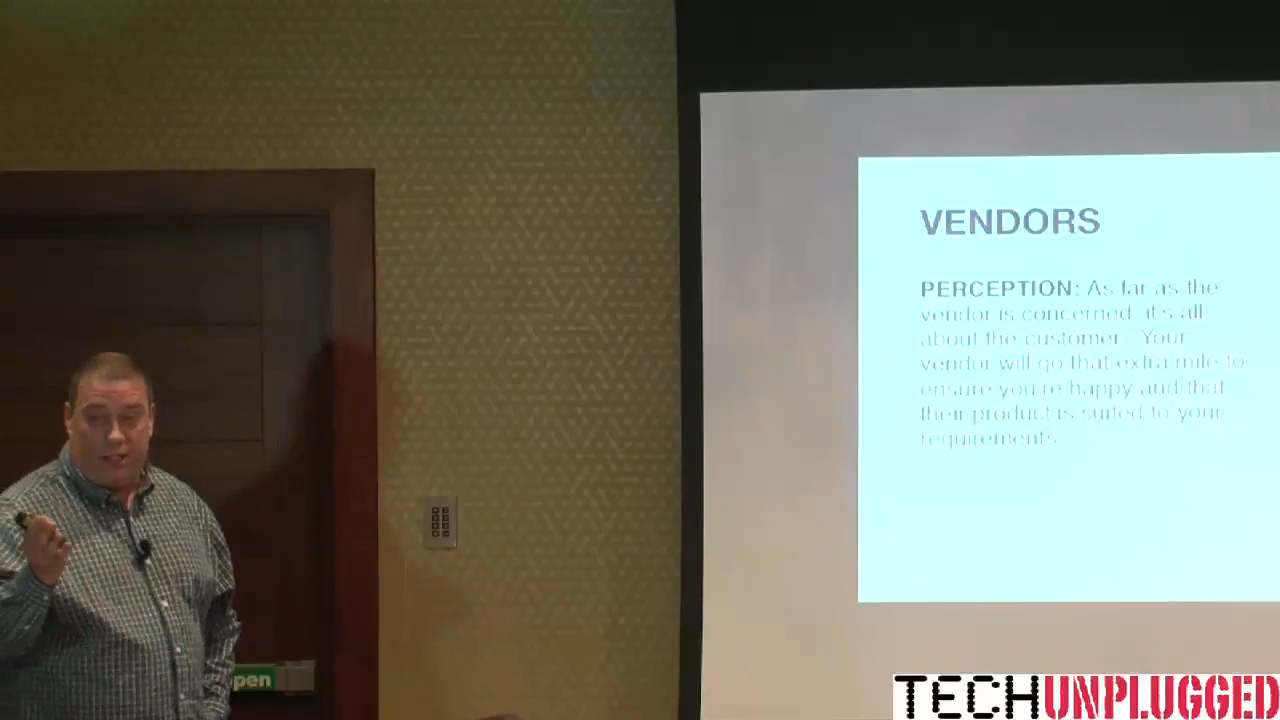 VENDORS
PERCEPTION: As far as the
vendor is concerned, it's all
about the customer. Your
vendor will go that extra mile to
ensure you're happy and that
their product is suited to your
requirements.
pen
TECHUNPLUGGED